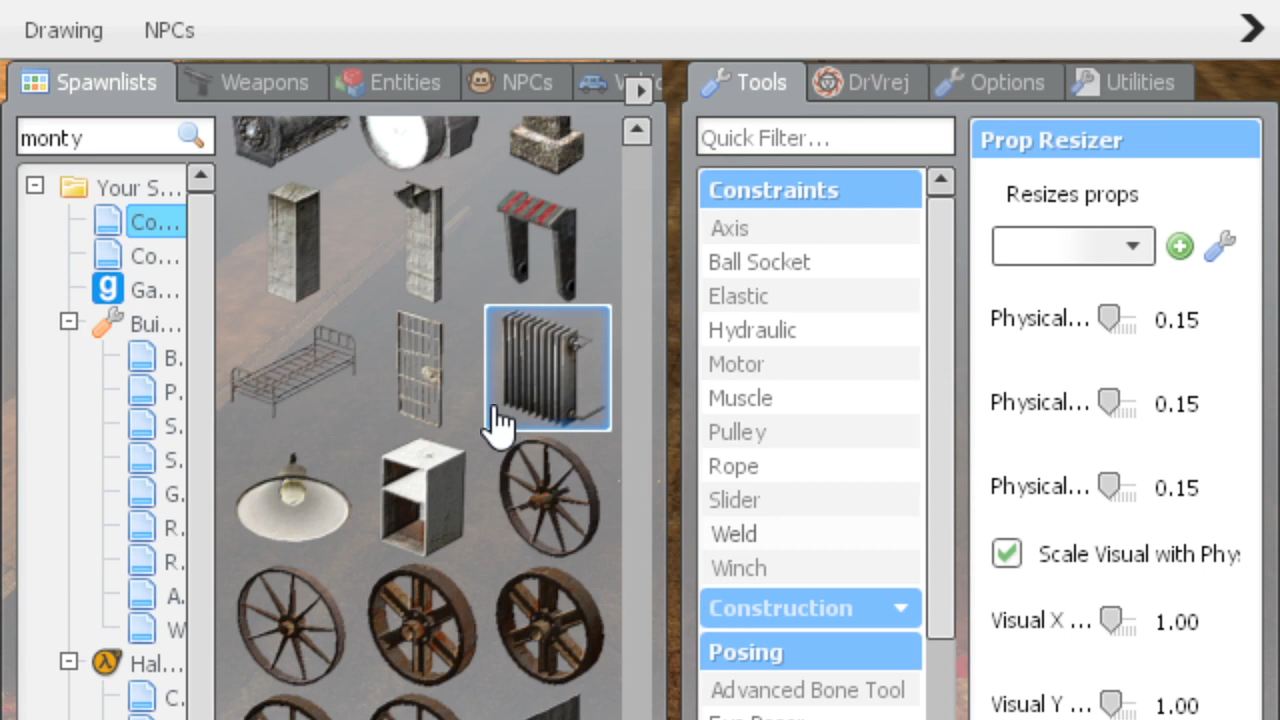 Drawing NPCs
Spawnlists Weapons Entities NPCs
Tools DrVrej Options Utilities
monty
Quick Filter...
Prop Resizer
Your S...
Co...
Co...
Ga...
Bui...
B.
P.
S.
S.
G.
R.
R.
A.
W
Hal...
C.
Constraints
Axis
Ball Socket
Elastic
Hydraulic
Motor
Muscle
Pulley
Rope
Slider
Weld
Winch
Construction
Posing
Advanced Bone Tool
Resizes props
Physical... 0.15
Physical... 0.15
Physical... 0.15
Scale Visual with Phy
Visual X ... 1.00
Visual Y ... 1.00